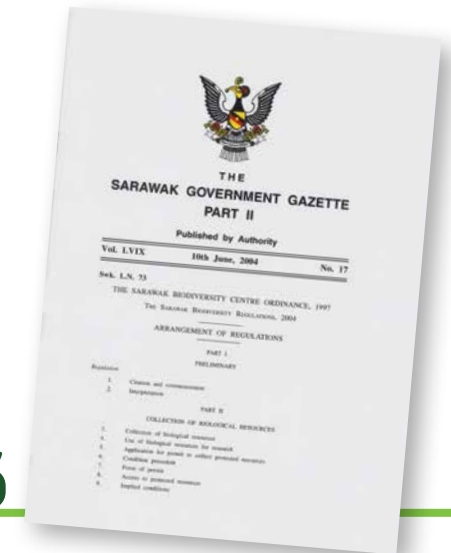 THE
SARAWAK GOVERNMENT GAZETTE
PART II
Published by Authority
Vol. LVIX 10th June, 2004 No. 17
Swk. L.N. 73
THE SARAWAK BIODIVERSITY CENTRE ORDINANCE, 1997
THE SARAWAK BIODIVERSITY REGULATIONS, 2004
ARRANGEMENT OF REGULATIONS
PART I
PRELIMINARY
Regulation
1. Citation and commencement
2. Interpretation
PART II
COLLECTION OF BIOLOGICAL RESOURCES
3. Collection of biological resources
4. Use of biological resources for research
5. Application for permit to collect protected resources
6. Condition precedent
7. Form of permit
8. Access to protected resources
9. Implied conditions